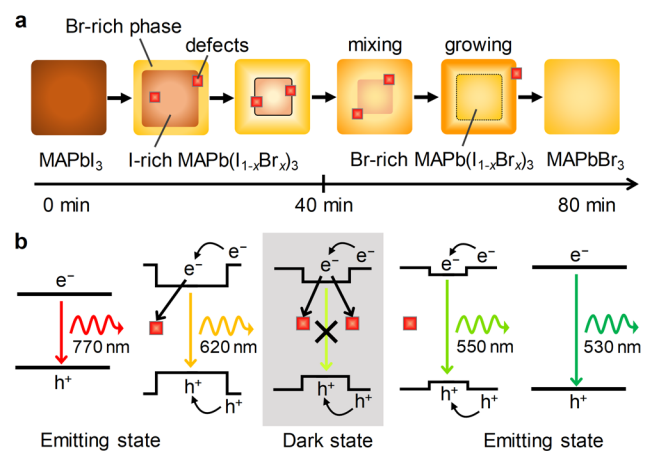 a
Br-rich phase
defects
mixing
growing
MAPbI₃
I-rich MAPb(I₁₋ₓBrₓ)₃
Br-rich MAPb(I₁₋ₓBrₓ)₃
MAPbBr₃
0 min
40 min
80 min
b
e⁻
770 nm
h⁺
e⁻ e⁻
620 nm
h⁺
h⁺
e⁻ e⁻
h⁺
e⁻ e⁻
550 nm
h⁺
h⁺
e⁻
530 nm
h⁺
Emitting state
Dark state
Emitting state